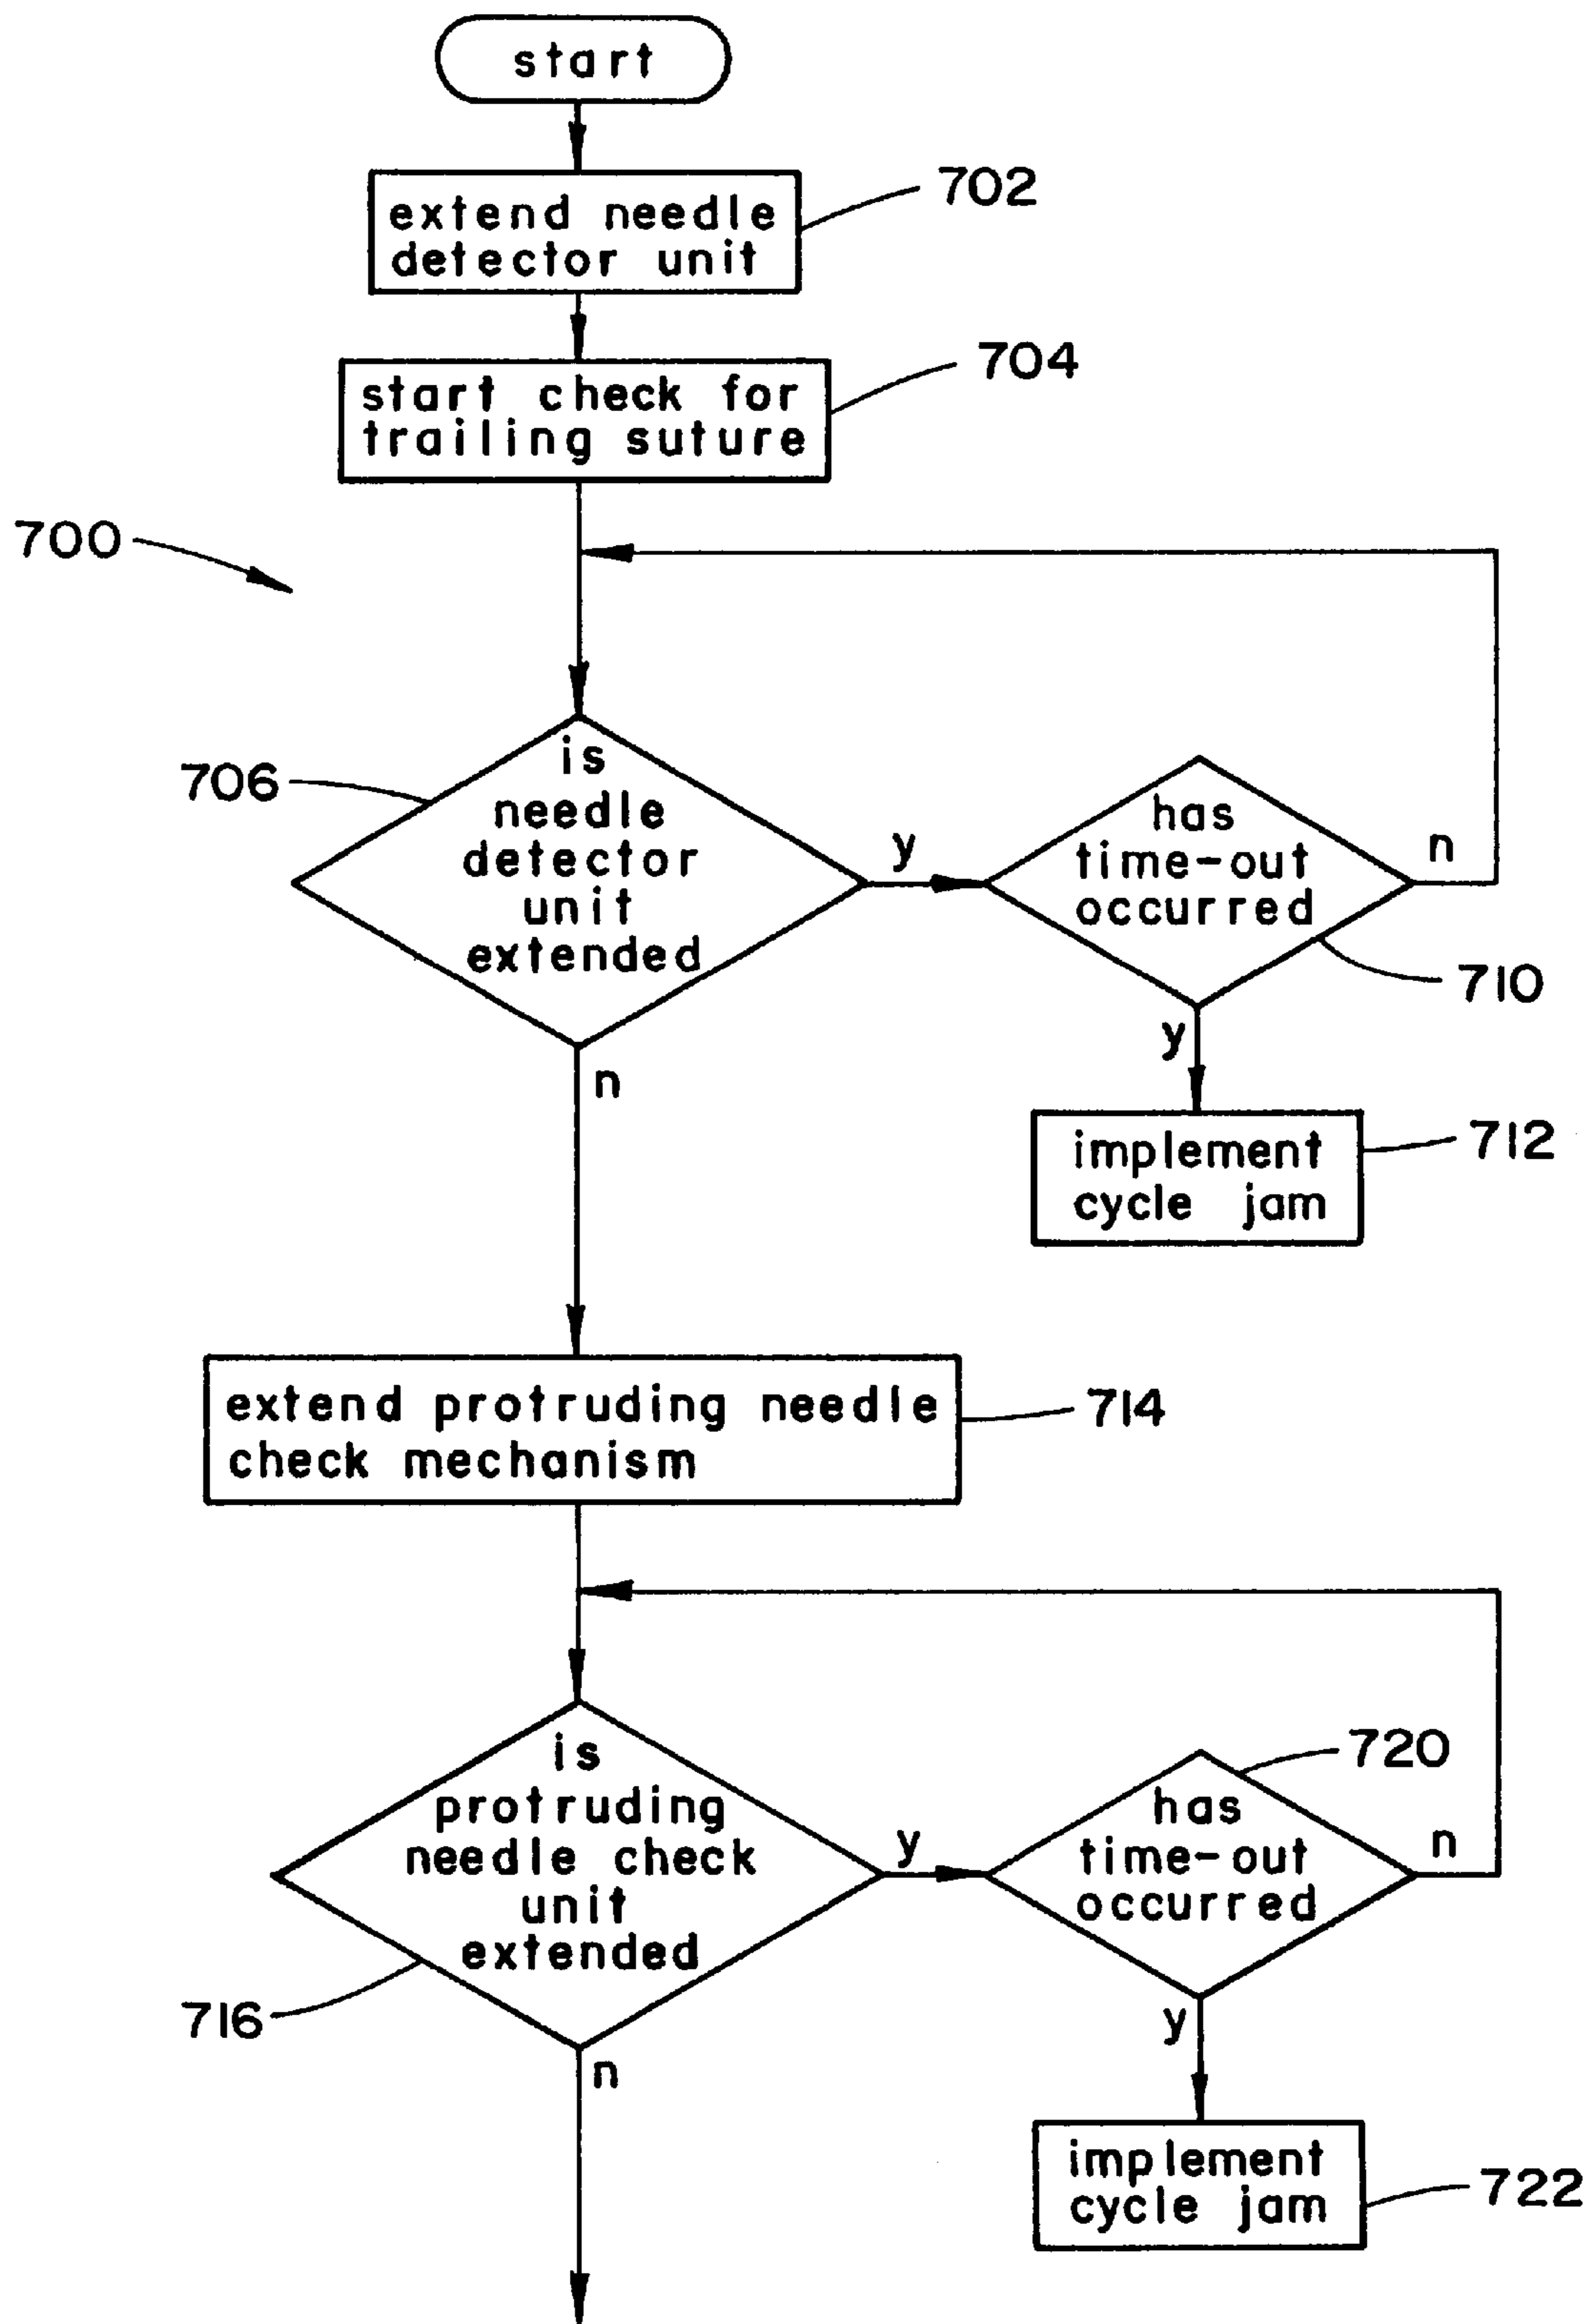 start
extend needle
detector unit
702
start check for
trailing suture
704
700
706
is
needle
detector
unit
extended
y
has
time-out
occurred
n
710
y
n
implement
cycle jam
712
extend protruding needle
check mechanism
714
is
protruding
needle check
unit
extended
716
y
720
has
time-out
occurred
n
y
n
implement
cycle jam
722